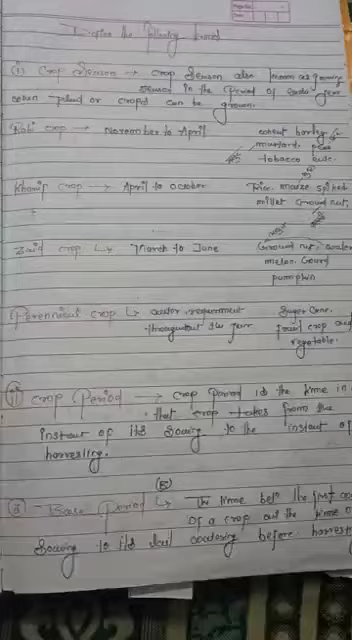 Define the following terms
(i) Crop Season → Crop Season also known as growing
season is the period of each year
when plant or crops can be grown.
Rabi crop → November to April wheat barley
mustard, peas
tobacco
Kharif crop → April to October Rice, maize spiked
millet Ground nut,
Zaid crop ↳ March to June Ground nut, water
melon, Gourd
pumpkin
Perennial crop ↳ water requirement Sugar Cane,
throughout the year fruit crop and
vegetable.
Crop Period → Crop Period is the time in
that crop takes from the
instant of its Sowing to the instant of
harvesting.
(B)
(3) Base Period ↳ The time betn the first
of a crop at the time of
Sowing to its last watering before harvest